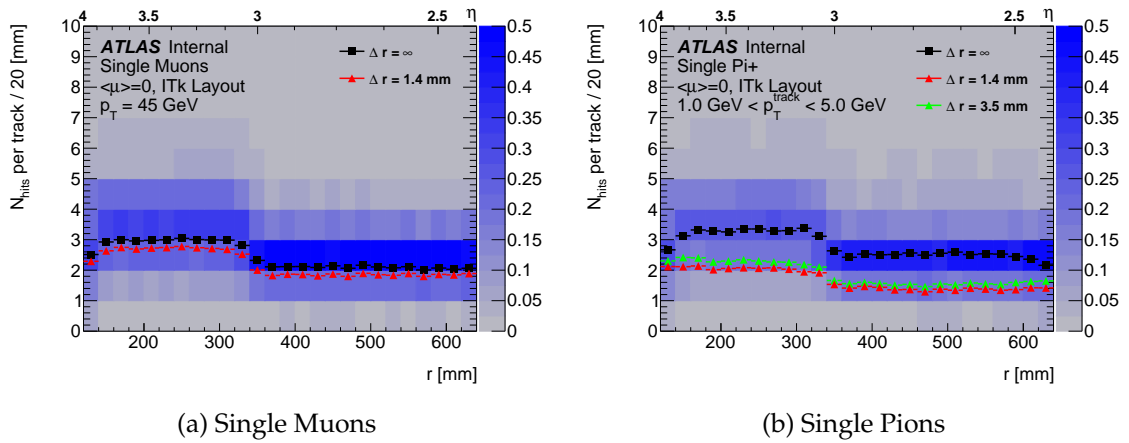 4 3.5 3 2.5 η
ATLAS Internal
Single Muons
<μ>=0, ITk Layout
p_T = 45 GeV
Δ r = ∞
Δ r = 1.4 mm
N_hits per track / 20 [mm]
10
9
8
7
6
5
4
3
2
1
0
0.5
0.45
0.4
0.35
0.3
0.25
0.2
0.15
0.1
0.05
0
200 300 400 500 600
r [mm]
(a) Single Muons
4 3.5 3 2.5 η
ATLAS Internal
Single Pi+
<μ>=0, ITk Layout
1.0 GeV < p_T^track < 5.0 GeV
Δ r = ∞
Δ r = 1.4 mm
Δ r = 3.5 mm
N_hits per track / 20 [mm]
10
9
8
7
6
5
4
3
2
1
0
0.5
0.45
0.4
0.35
0.3
0.25
0.2
0.15
0.1
0.05
0
200 300 400 500 600
r [mm]
(b) Single Pions